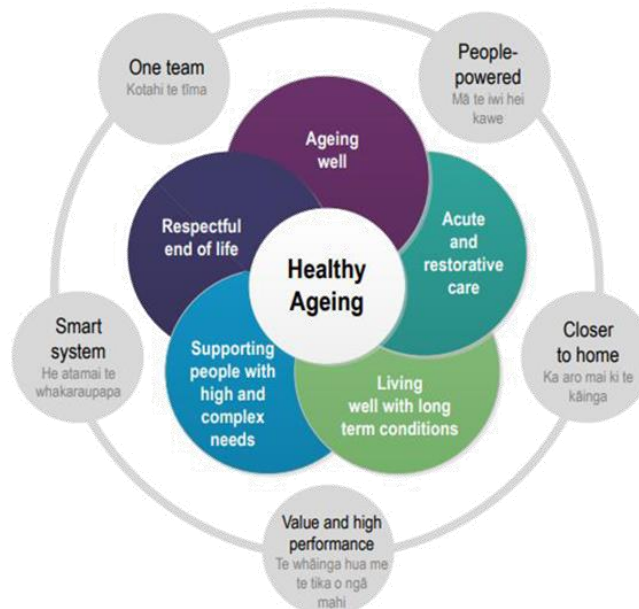 One team
Kotahi te tīma
People-
powered
Mā te iwi hei
kawe
Ageing
well
Respectful
end of life
Acute
and
restorative
care
Healthy
Ageing
Smart
system
He atamai te
whakaraupapa
Closer
to home
Ka aro mai ki te
kāinga
Supporting
people with
high and
complex
needs
Living
well with long
term conditions
Value and high
performance
Te whāinga hua me
te tika o ngā
mahi